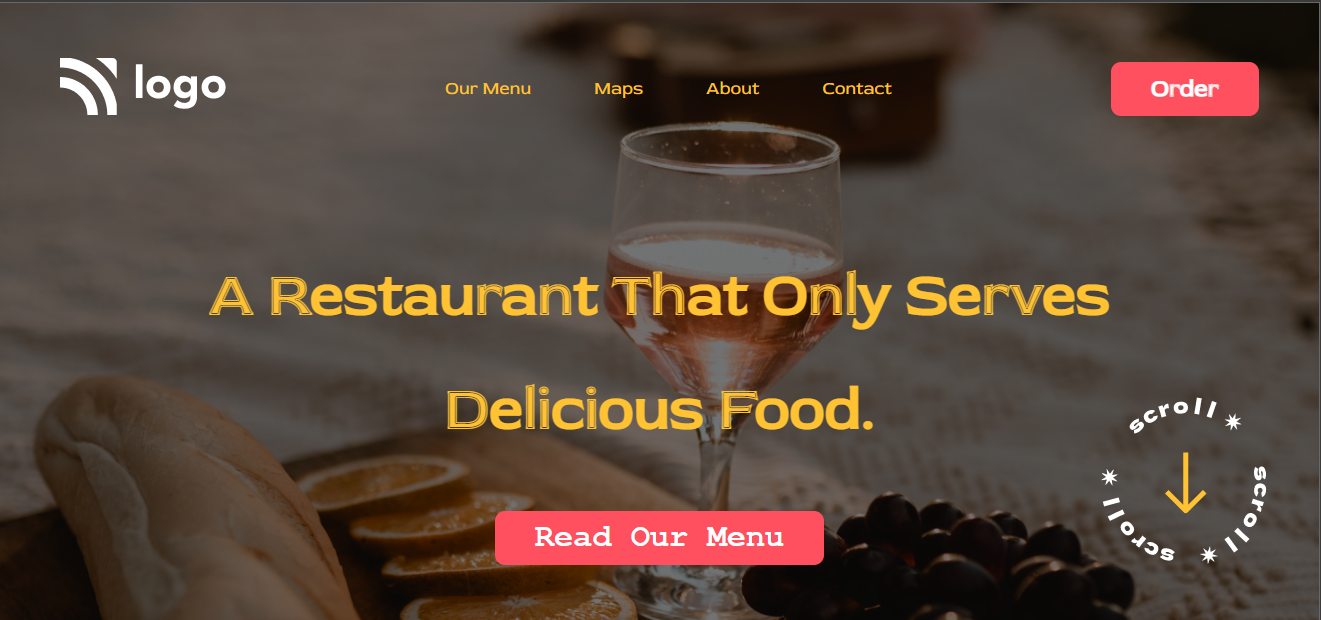 logo
Our Menu Maps About Contact
Order
A Restaurant That Only Serves
Delicious Food.
scroll
scroll
scroll
Read Our Menu